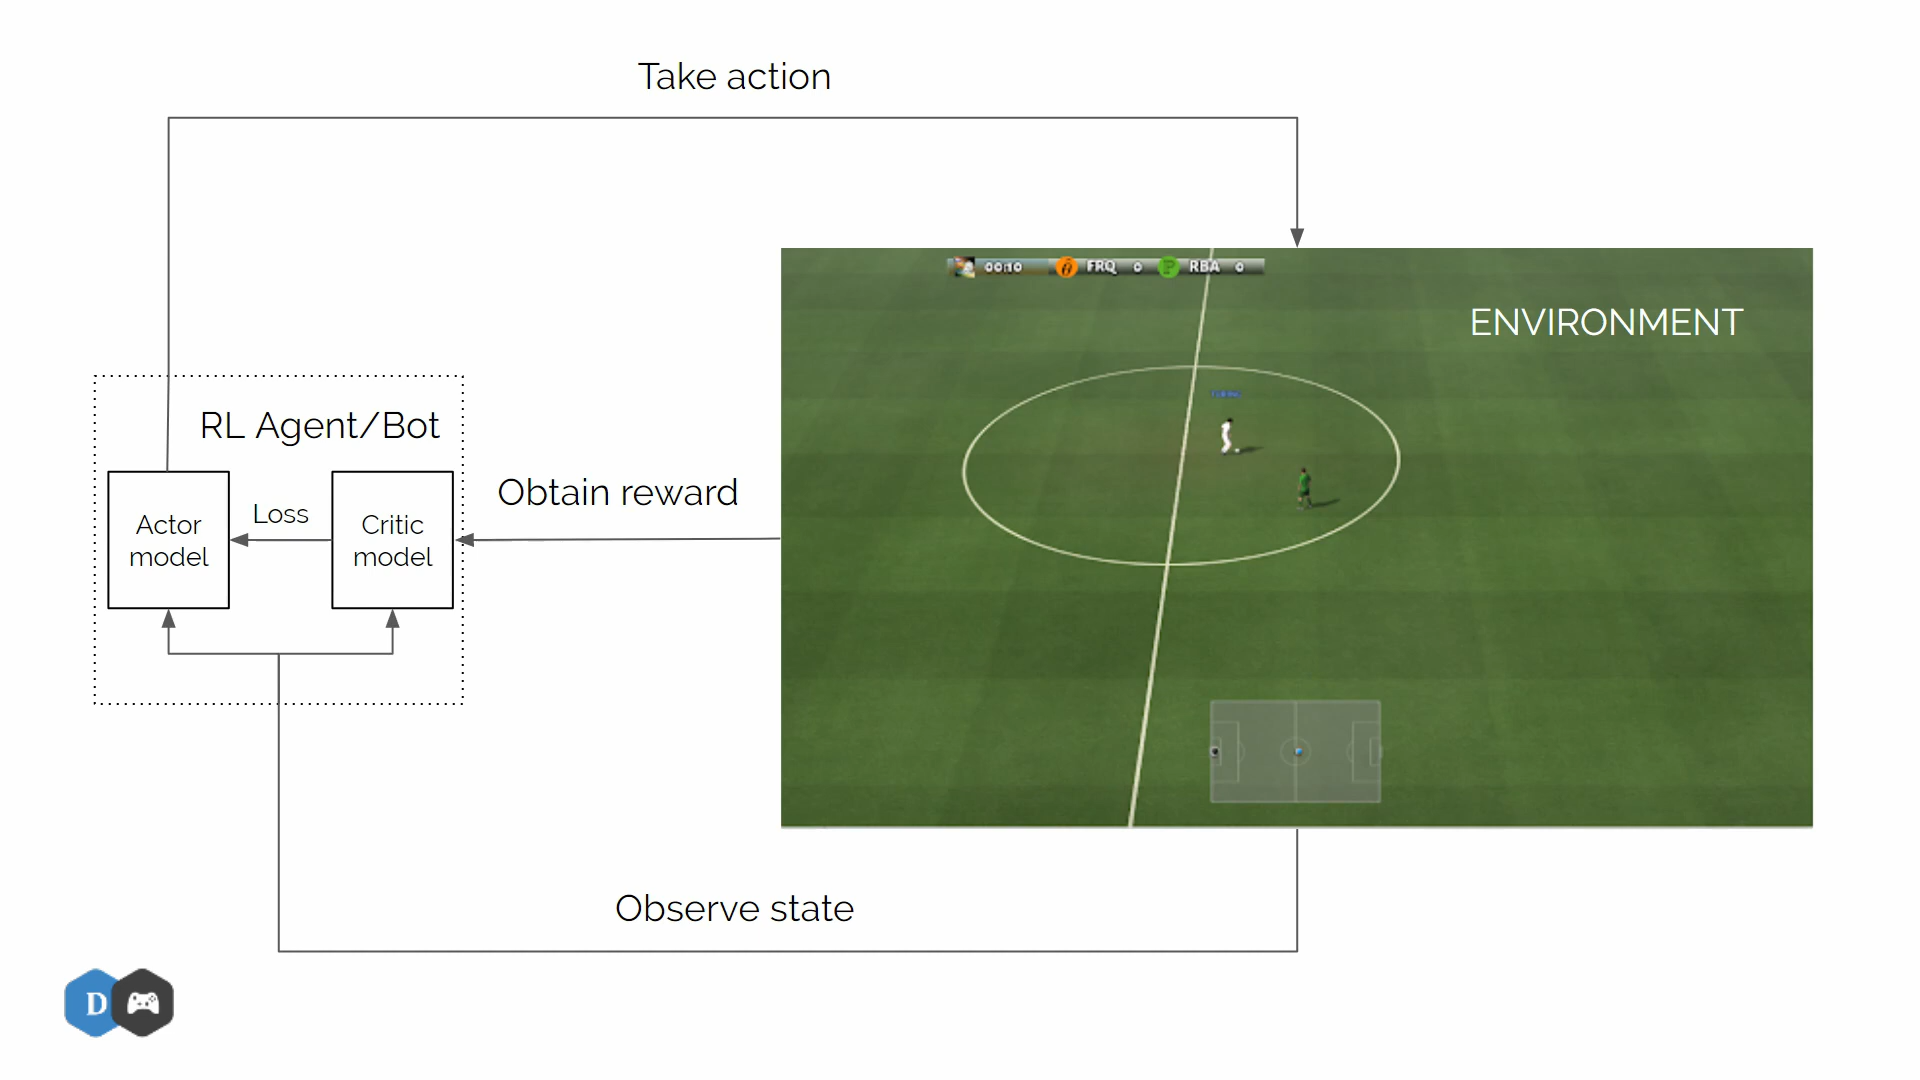 Take action
00:10 FRQ 0 RBA 0
ENVIRONMENT
RL Agent/Bot
Obtain reward
Loss
Actor
model
Critic
model
Observe state
D